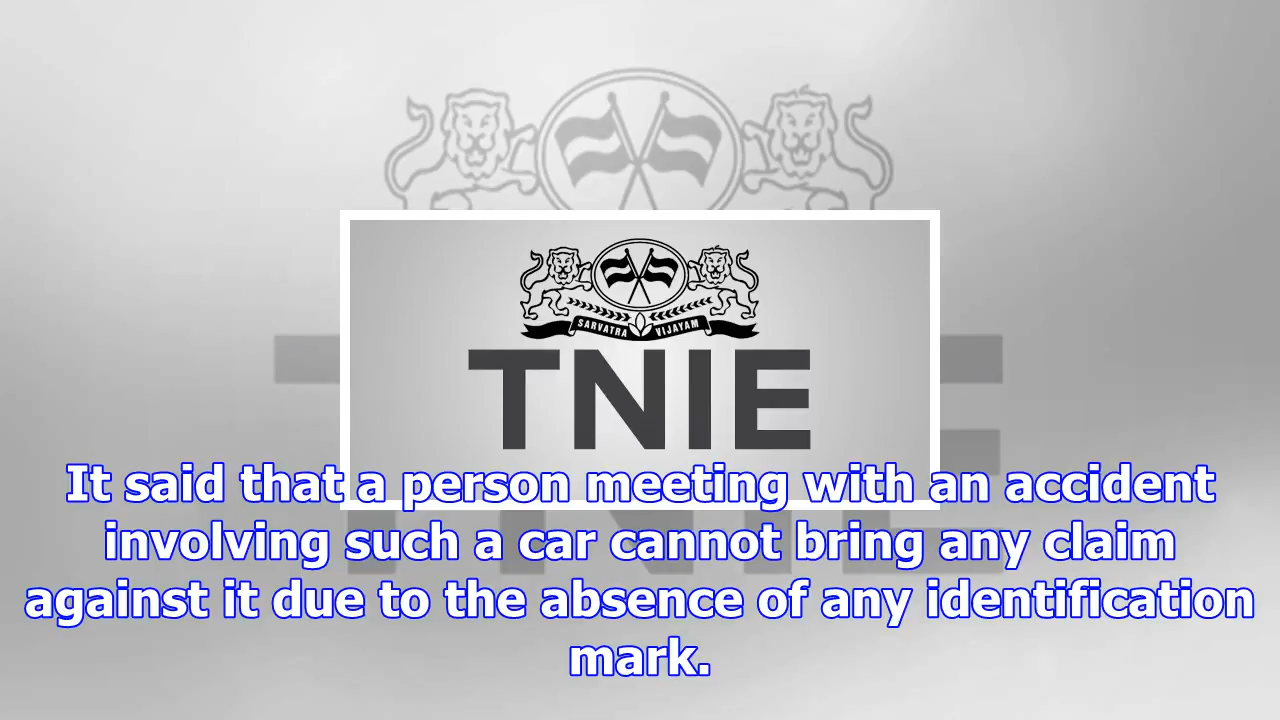 SARVATRA VIJAYAM
TNIE
It said that a person meeting with an accident
involving such a car cannot bring any claim
against it due to the absence of any identification
mark.